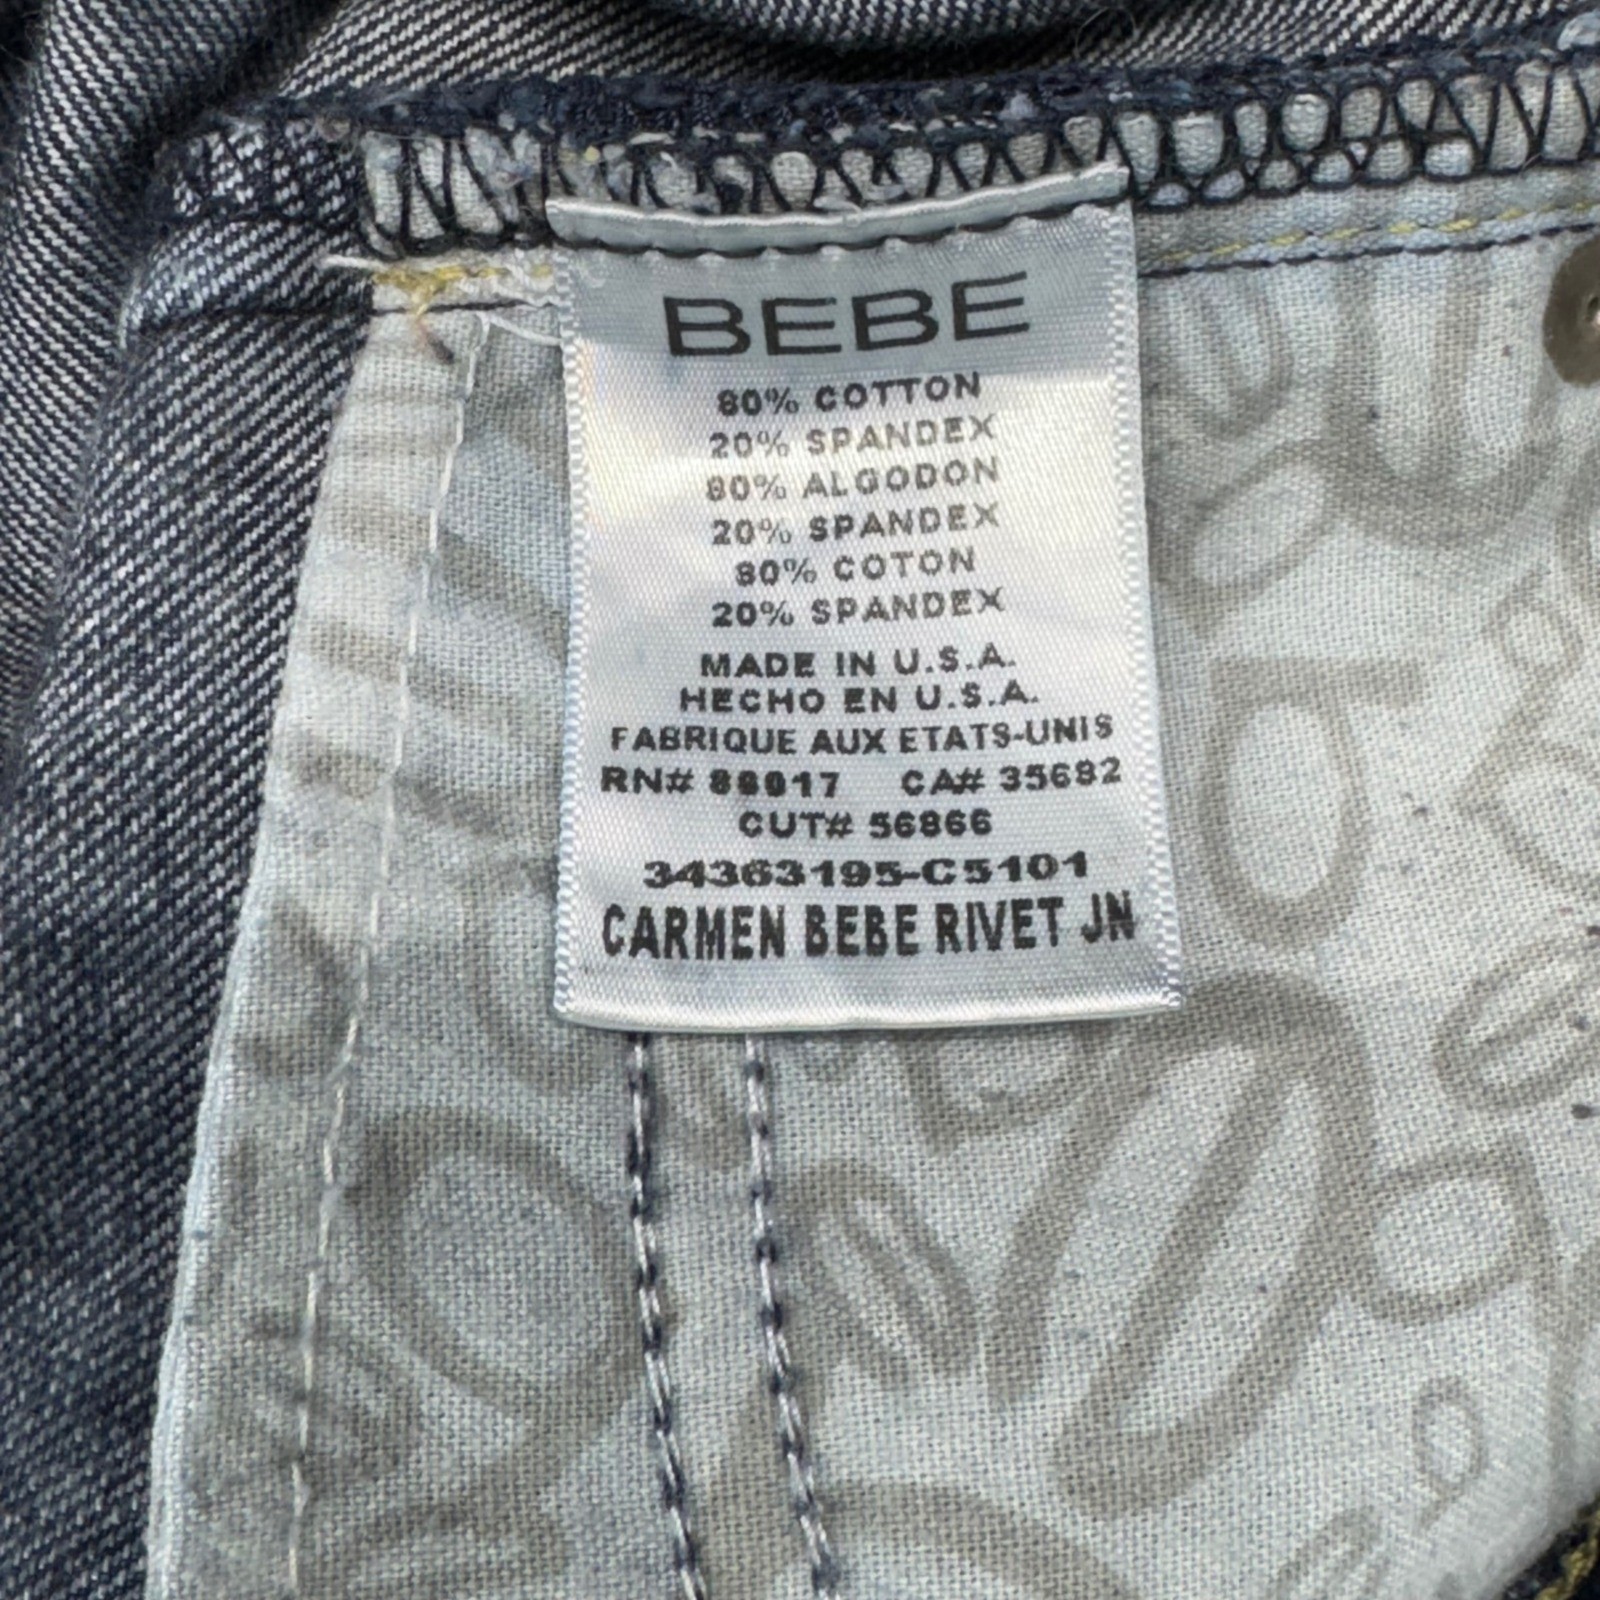 BEBE
80% COTTON
20% SPANDEX
80% ALGODON
20% SPANDEX
80% COTON
20% SPANDEX
MADE IN U.S.A.
HECHO EN U.S.A.
FABRIQUE AUX ETATS-UNIS
RN# 88017 CA# 35682
CUT# 56866
34363195-C5101
CARMEN BEBE RIVET JN